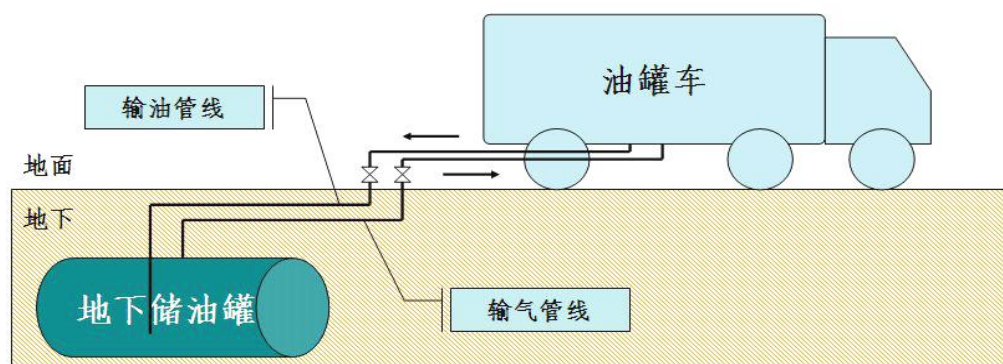 油罐车
输油管线
地面
地下
地下储油罐
输气管线